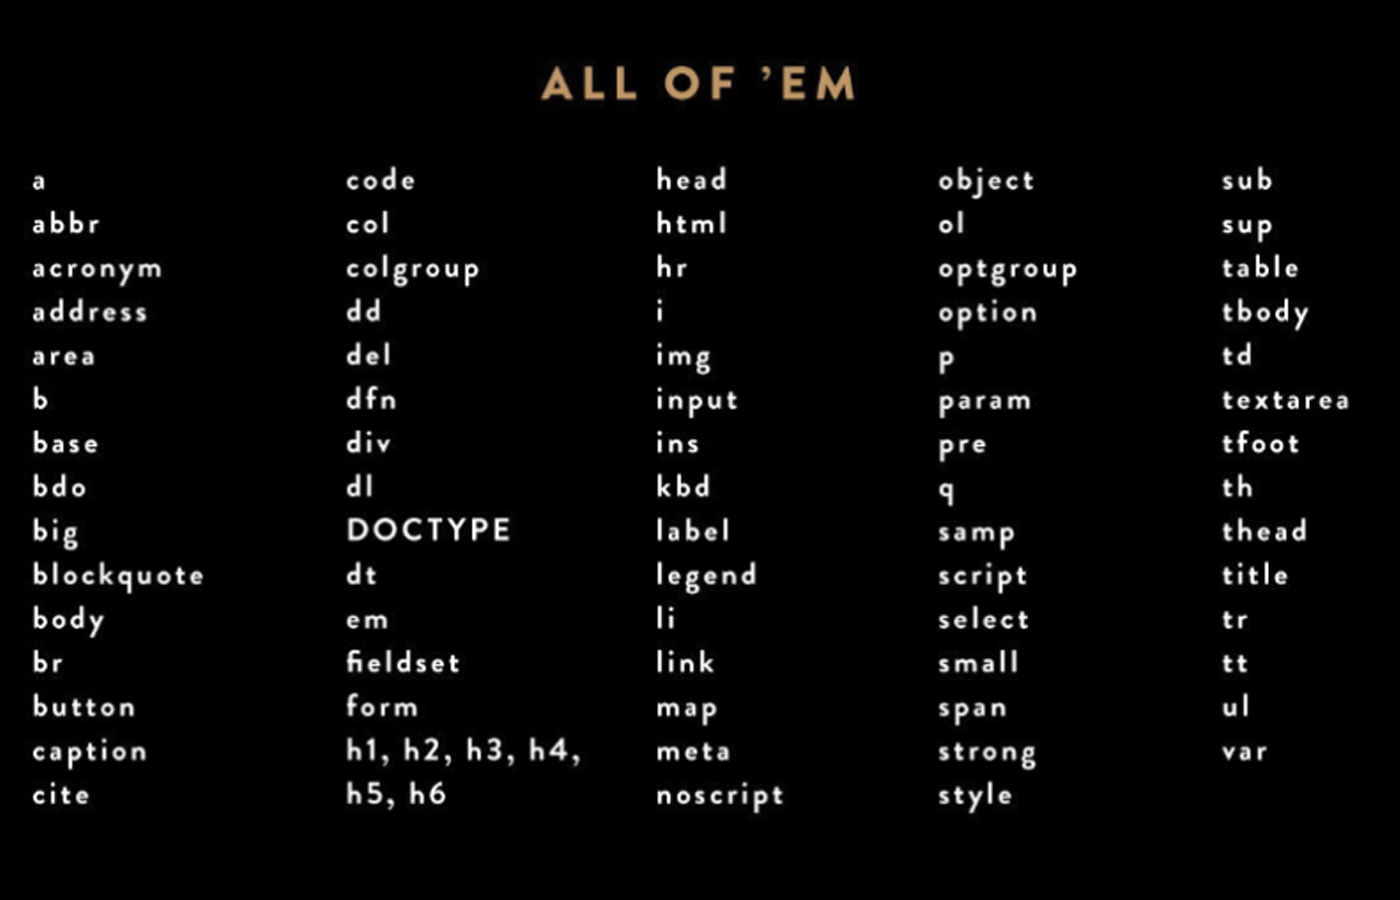 ALL OF ’EM
a
abbr
acronym
address
area
b
base
bdo
big
blockquote
body
br
button
caption
cite
code
col
colgroup
dd
del
dfn
div
dl
DOCTYPE
dt
em
fieldset
form
h1, h2, h3, h4,
h5, h6
head
html
hr
i
img
input
ins
kbd
label
legend
li
link
map
meta
noscript
object
ol
optgroup
option
p
param
pre
q
samp
script
select
small
span
strong
style
sub
sup
table
tbody
td
textarea
tfoot
th
thead
title
tr
tt
ul
var